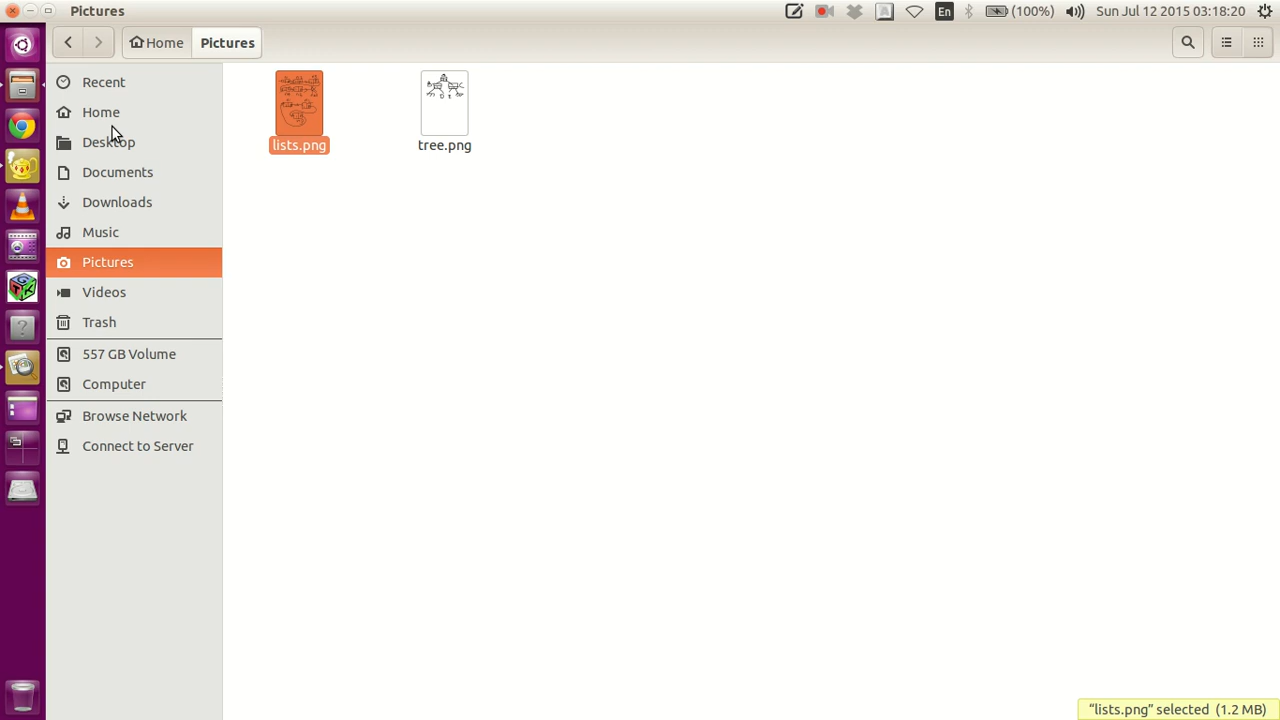 Pictures
En
(100%)
Sun Jul 12 2015 03:18:20
Home
Pictures
Recent
Home
Desktop
Documents
Downloads
Music
Pictures
Videos
Trash
557 GB Volume
Computer
Browse Network
Connect to Server
lists.png
tree.png
“lists.png” selected (1.2 MB)